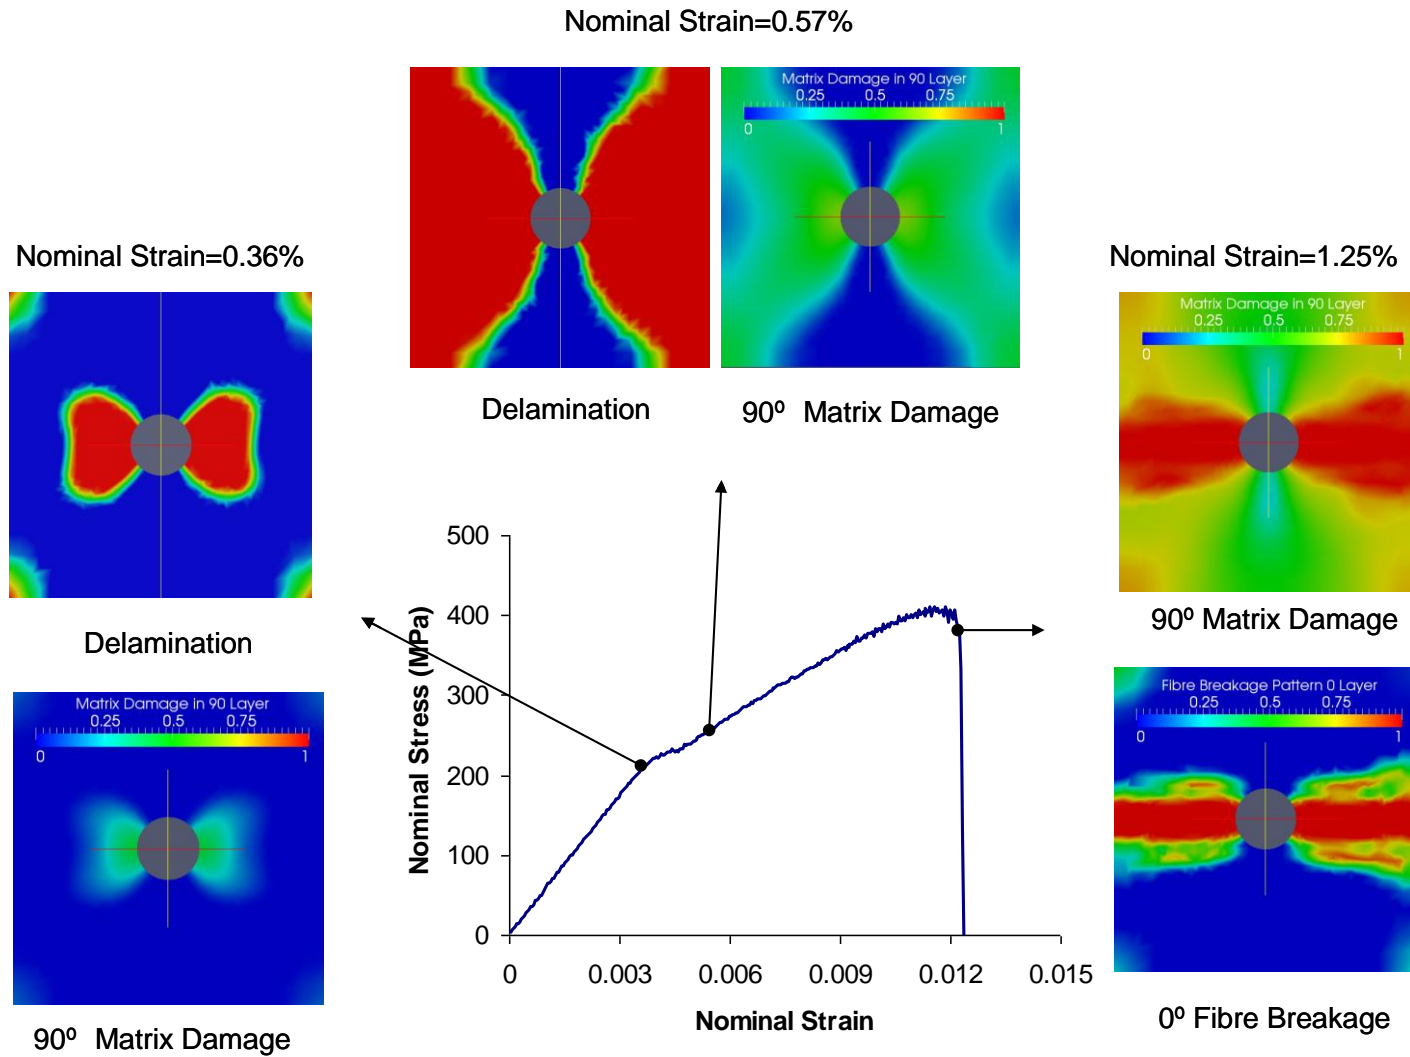 Nominal Strain=0.57%
Matrix Damage in 90 Layer
0.25 0.5 0.75
0 1
Delamination
90º Matrix Damage
Nominal Strain=0.36%
Delamination
Matrix Damage in 90 Layer
0.25 0.5 0.75
0 1
90º Matrix Damage
Nominal Strain=1.25%
Matrix Damage in 90 Layer
0.25 0.5 0.75
0 1
90º Matrix Damage
Fibre Breakage Pattern 0 Layer
0.25 0.5 0.75
0 1
0º Fibre Breakage
Nominal Stress (MPa)
500
400
300
200
100
0
0 0.003 0.006 0.009 0.012 0.015
Nominal Strain